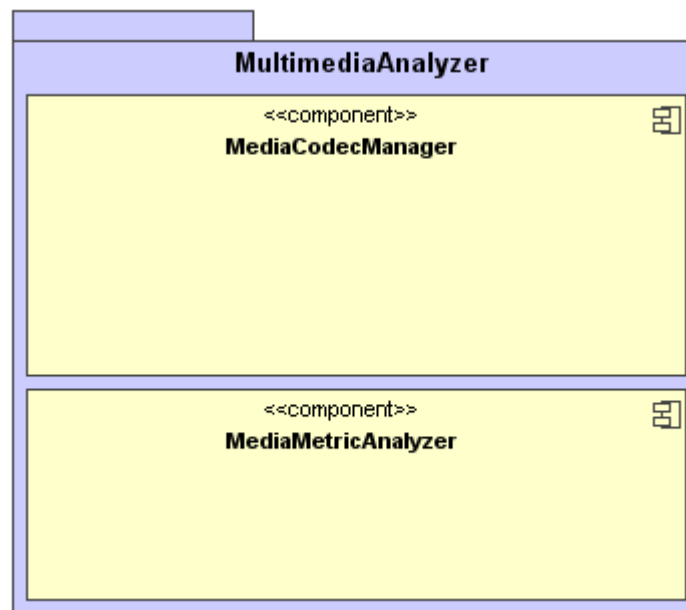 MultimediaAnalyzer
<<component>>
MediaCodecManager
<<component>>
MediaMetricAnalyzer